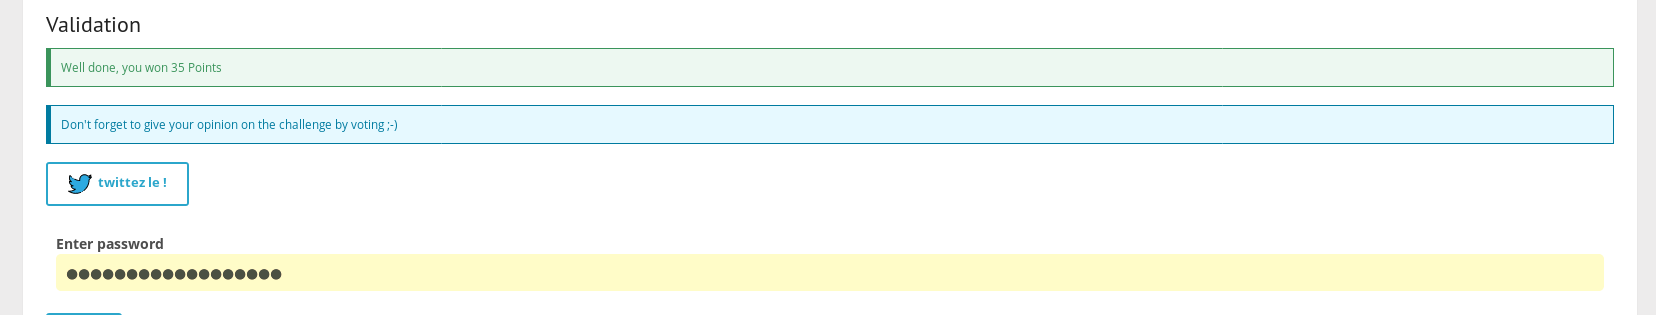 Validation
Well done, you won 35 Points
Don't forget to give your opinion on the challenge by voting ;-)
twittez le !
Enter password
●●●●●●●●●●●●●●●●●●